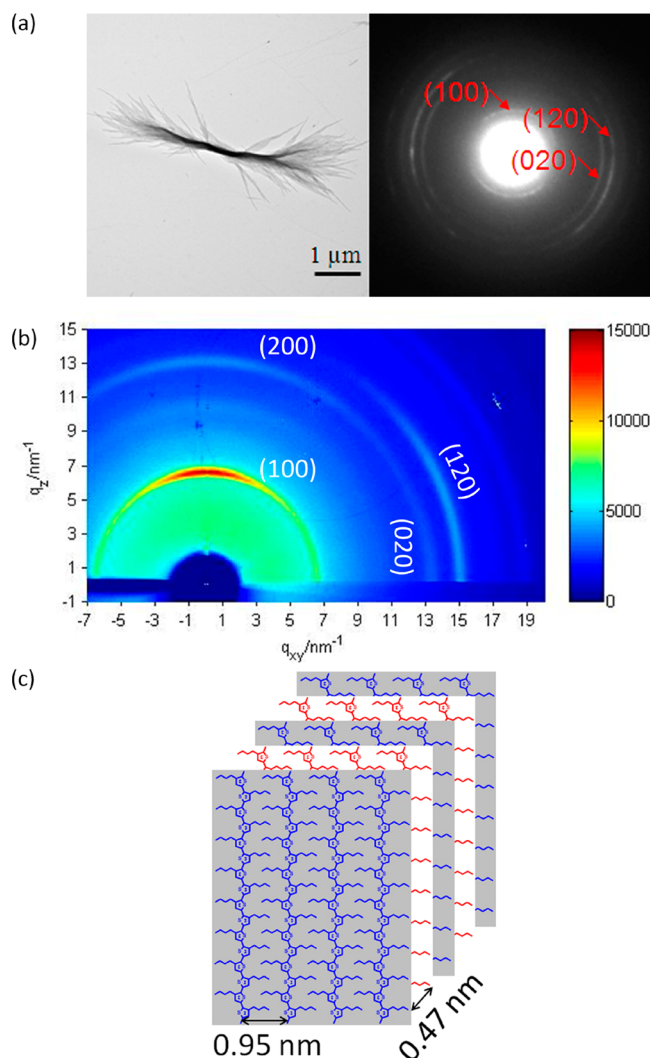 (a)
(100)
(120)
(020)
1 µm
(b)
15
13
11
9
7
5
3
1
-1
q_z/nm⁻¹
(200)
(100)
(020)
(120)
-7 -5 -3 -1 1 3 5 7 9 11 13 15 17 19
q_xy/nm⁻¹
15000
10000
5000
0
(c)
0.95 nm
0.47 nm